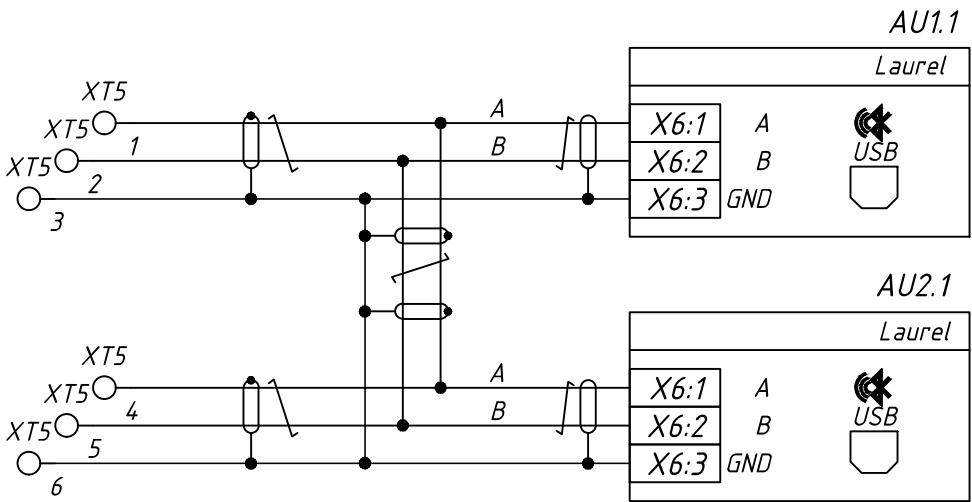 AU1.1
Laurel
XT5
A
X6:1
A
XT5
1
B
X6:2
B
USB
XT5
2
X6:3
GND
3
AU2.1
Laurel
XT5
A
X6:1
A
XT5
4
B
X6:2
B
USB
XT5
5
X6:3
GND
6